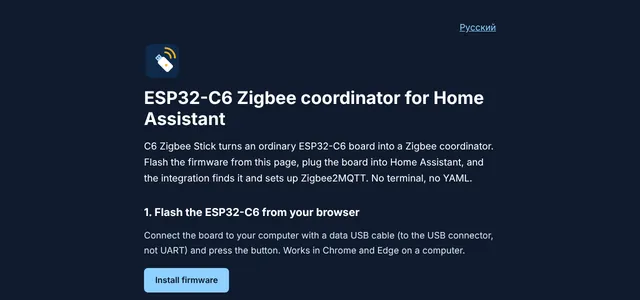 Русский
ESP32-C6 Zigbee coordinator for Home
Assistant
C6 Zigbee Stick turns an ordinary ESP32-C6 board into a Zigbee coordinator.
Flash the firmware from this page, plug the board into Home Assistant, and
the integration finds it and sets up Zigbee2MQTT. No terminal, no YAML.
1. Flash the ESP32-C6 from your browser
Connect the board to your computer with a data USB cable (to the USB connector,
not UART) and press the button. Works in Chrome and Edge on a computer.
Install firmware